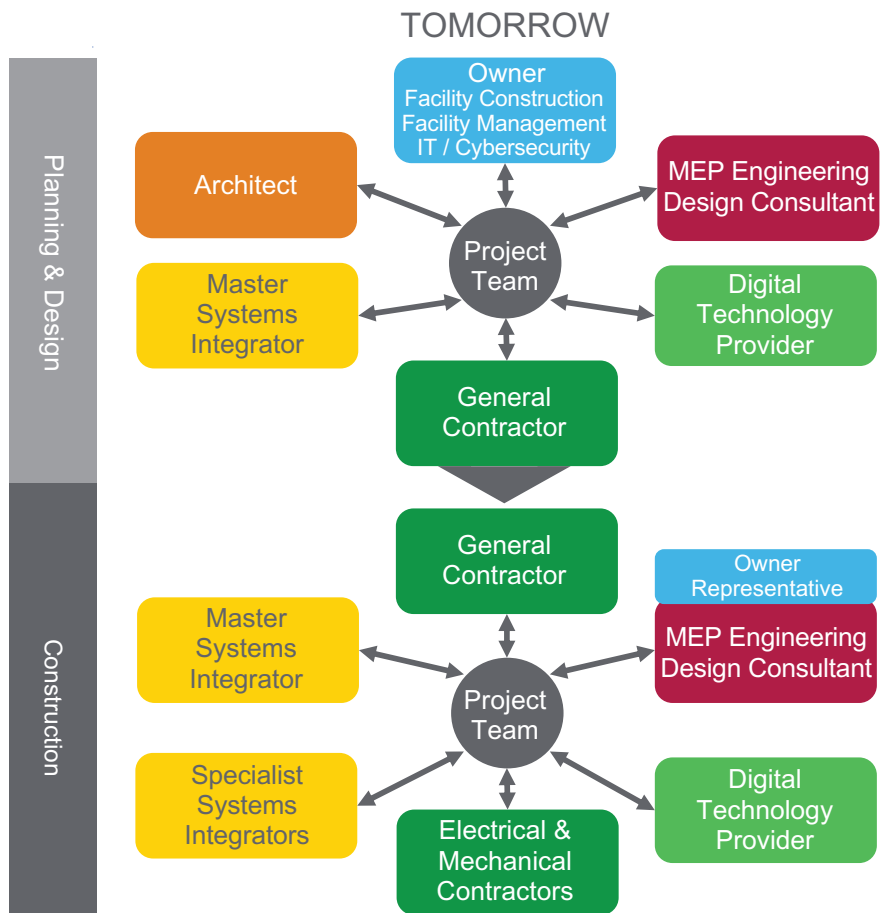 TOMORROW
Planning & Design
Owner
Facility Construction
Facility Management
IT / Cybersecurity
Architect
MEP Engineering
Design Consultant
Project
Team
Master
Systems
Integrator
Digital
Technology
Provider
General
Contractor
Construction
General
Contractor
Owner
Representative
Master
Systems
Integrator
MEP Engineering
Design Consultant
Project
Team
Specialist
Systems
Integrators
Electrical &
Mechanical
Contractors
Digital
Technology
Provider